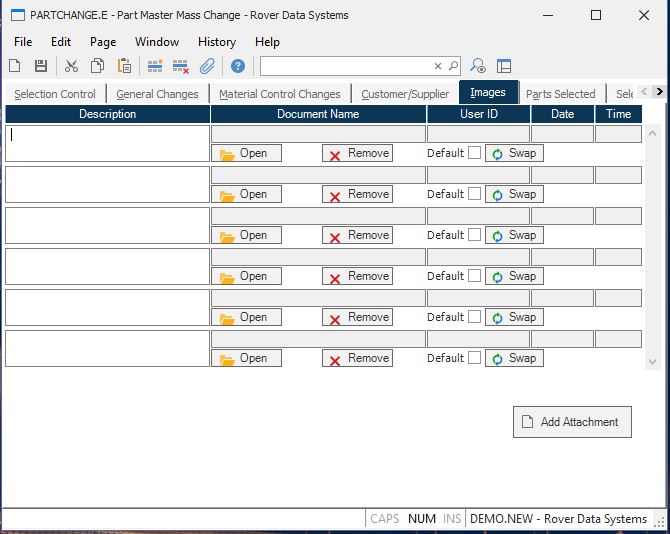 PARTCHANGE.E - Part Master Mass Change - Rover Data Systems
File Edit Page Window History Help
Selection Control General Changes Material Control Changes Customer/Supplier Images Parts Selected Sele
Description Document Name User ID Date Time
Open Remove Default Swap
Open Remove Default Swap
Open Remove Default Swap
Open Remove Default Swap
Open Remove Default Swap
Open Remove Default Swap
Add Attachment
CAPS NUM INS DEMO.NEW - Rover Data Systems